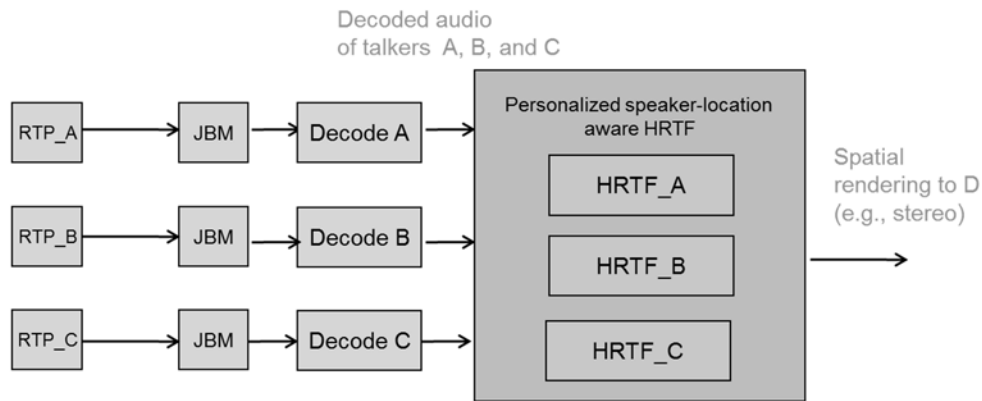 Decoded audio
of talkers A, B, and C
Personalized speaker-location
aware HRTF
RTP_A
JBM
Decode A
HRTF_A
Spatial
rendering to D
(e.g., stereo)
RTP_B
JBM
Decode B
HRTF_B
RTP_C
JBM
Decode C
HRTF_C